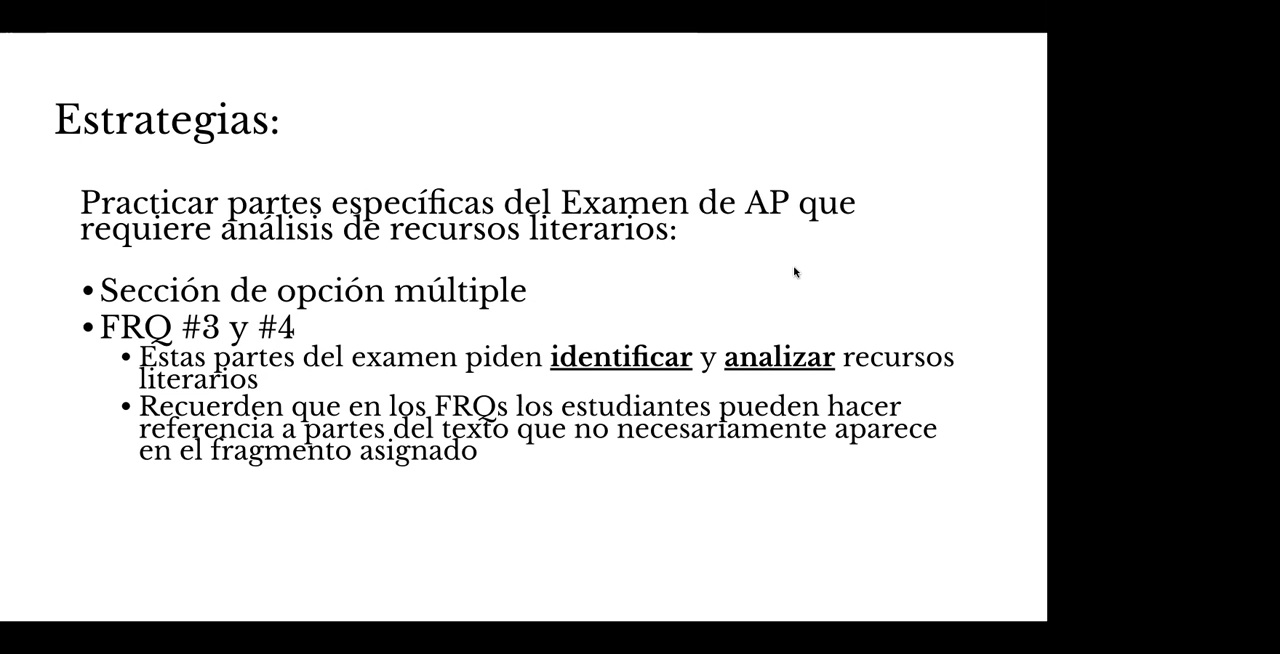 Estrategias:
Practicar partes específicas del Examen de AP que
requiere análisis de recursos literarios:
•Sección de opción múltiple
•FRQ #3 y #4
•Estas partes del examen piden identificar y analizar recursos
literarios
•Recuerden que en los FRQs los estudiantes pueden hacer
referencia a partes del texto que no necesariamente aparece
en el fragmento asignado